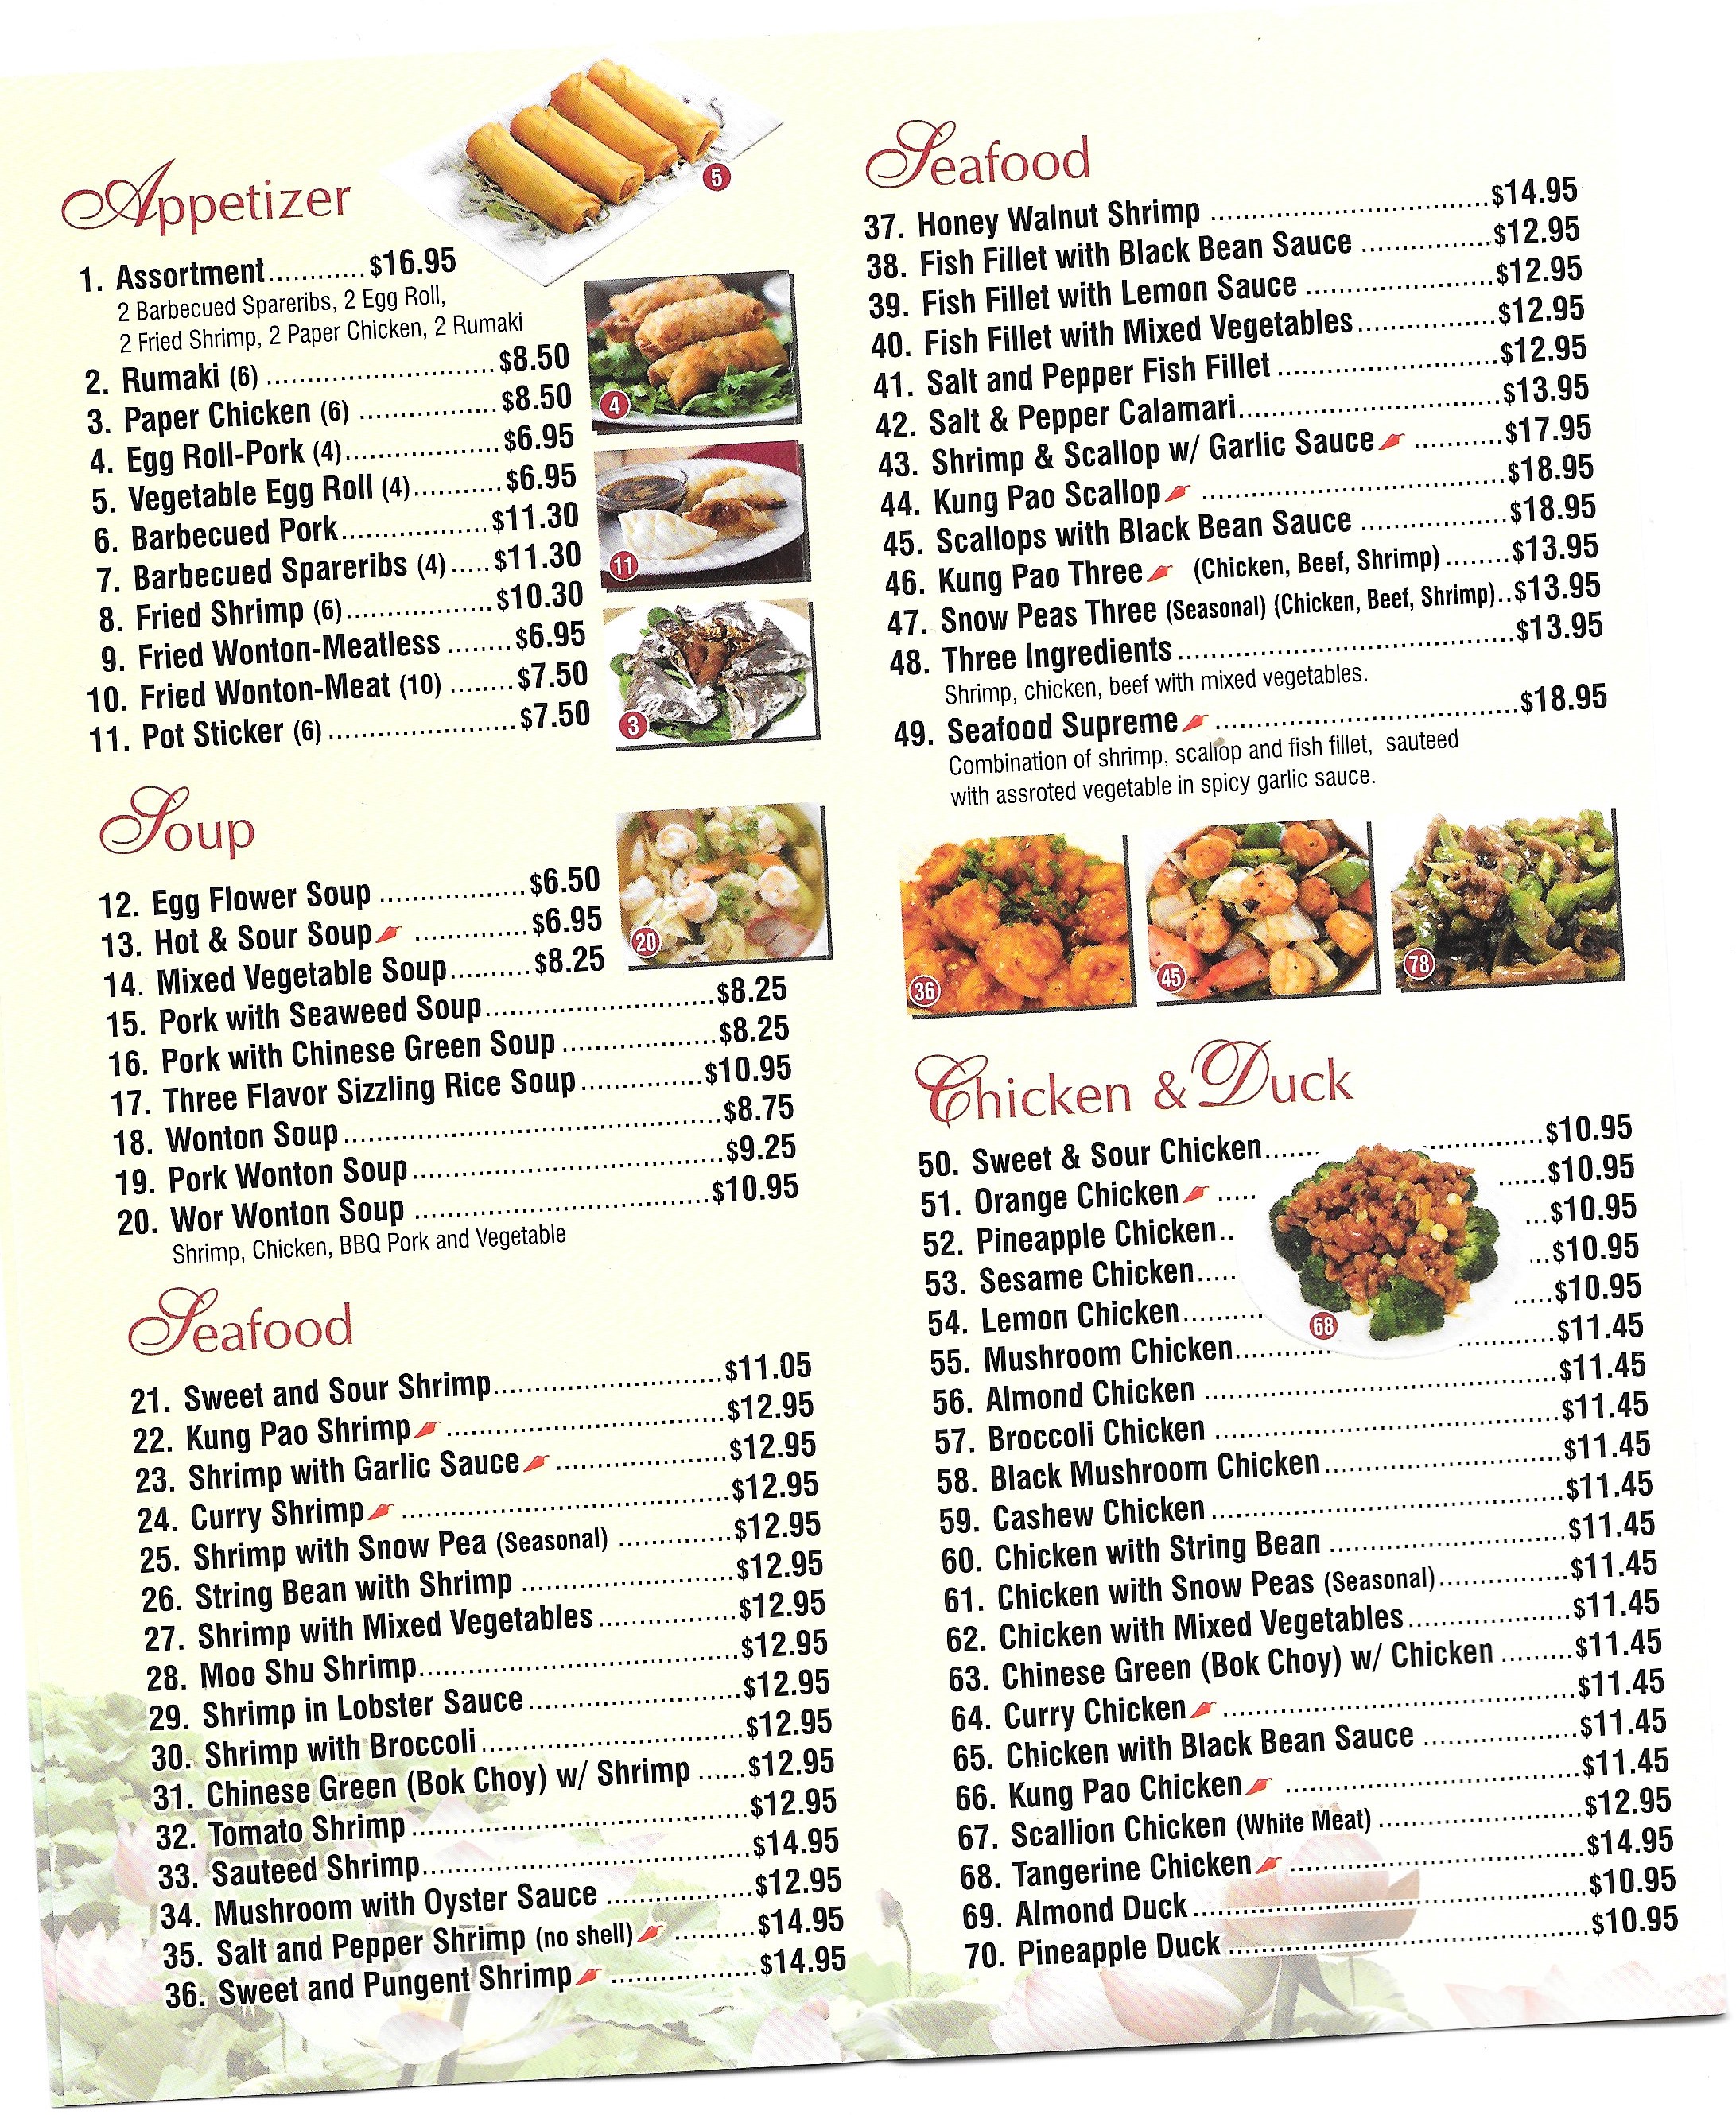 Appetizer
1. Assortment............$16.95
2 Barbecued Spareribs, 2 Egg Roll,
2 Fried Shrimp, 2 Paper Chicken, 2 Rumaki
2. Rumaki (6) ............................$8.50
3. Paper Chicken (6) .................$8.50
4. Egg Roll-Pork (4)...................$6.95
5. Vegetable Egg Roll (4)...........$6.95
6. Barbecued Pork..................$11.30
7. Barbecued Spareribs (4).....$11.30
8. Fried Shrimp (6)..................$10.30
9. Fried Wonton-Meatless ........$6.95
10. Fried Wonton-Meat (10) ........$7.50
11. Pot Sticker (6) .......................$7.50
5
4
11
3
Soup
12. Egg Flower Soup ..................$6.50
13. Hot & Sour Soup ..............$6.95
14. Mixed Vegetable Soup..........$8.25
15. Pork with Seaweed Soup............................$8.25
16. Pork with Chinese Green Soup ...................$8.25
17. Three Flavor Sizzling Rice Soup...............$10.95
18. Wonton Soup..............................................$8.75
19. Pork Wonton Soup......................................$9.25
20. Wor Wonton Soup ....................................$10.95
Shrimp, Chicken, BBQ Pork and Vegetable
20
Seafood
21. Sweet and Sour Shrimp............................$11.05
22. Kung Pao Shrimp ..................................$12.95
23. Shrimp with Garlic Sauce .....................$12.95
24. Curry Shrimp ........................................$12.95
25. Shrimp with Snow Pea (Seasonal) ..............$12.95
26. String Bean with Shrimp ..........................$12.95
27. Shrimp with Mixed Vegetables.................$12.95
28. Moo Shu Shrimp.......................................$12.95
29. Shrimp in Lobster Sauce..........................$12.95
30. Shrimp with Broccoli................................$12.95
31. Chinese Green (Bok Choy) w/ Shrimp ......$12.95
32. Tomato Shrimp .........................................$12.95
33. Sauteed Shrimp........................................$14.95
34. Mushroom with Oyster Sauce ..................$12.95
35. Salt and Pepper Shrimp (no shell) ..........$14.95
36. Sweet and Pungent Shrimp ..................$14.95
Seafood
37. Honey Walnut Shrimp ..................................$14.95
38. Fish Fillet with Black Bean Sauce ................$12.95
39. Fish Fillet with Lemon Sauce .......................$12.95
40. Fish Fillet with Mixed Vegetables.................$12.95
41. Salt and Pepper Fish Fillet ...........................$12.95
42. Salt & Pepper Calamari................................$13.95
43. Shrimp & Scallop w/ Garlic Sauce ...........$17.95
44. Kung Pao Scallop .....................................$18.95
45. Scallops with Black Bean Sauce ..................$18.95
46. Kung Pao Three (Chicken, Beef, Shrimp) ........$13.95
47. Snow Peas Three (Seasonal) (Chicken, Beef, Shrimp)..$13.95
48. Three Ingredients.........................................$13.95
Shrimp, chicken, beef with mixed vegetables.
49. Seafood Supreme .....................................$18.95
Combination of shrimp, scallop and fish fillet, sauteed
with assroted vegetable in spicy garlic sauce.
36
45
78
Chicken & Duck
50. Sweet & Sour Chicken....... ...............$10.95
51. Orange Chicken ..... ......$10.95
52. Pineapple Chicken.. ...$10.95
53. Sesame Chicken..... ...$10.95
54. Lemon Chicken.......... .....$10.95
55. Mushroom Chicken............ ............$11.45
56. Almond Chicken ...........................................$11.45
57. Broccoli Chicken ..........................................$11.45
58. Black Mushroom Chicken.............................$11.45
59. Cashew Chicken...........................................$11.45
60. Chicken with String Bean .............................$11.45
61. Chicken with Snow Peas (Seasonal)................$11.45
62. Chicken with Mixed Vegetables....................$11.45
63. Chinese Green (Bok Choy) w/ Chicken .........$11.45
64. Curry Chicken ...........................................$11.45
65. Chicken with Black Bean Sauce ...................$11.45
66. Kung Pao Chicken ....................................$11.45
67. Scallion Chicken (White Meat) .........................$12.95
68. Tangerine Chicken ....................................$14.95
69. Almond Duck................................................$10.95
70. Pineapple Duck............................................$10.95
68